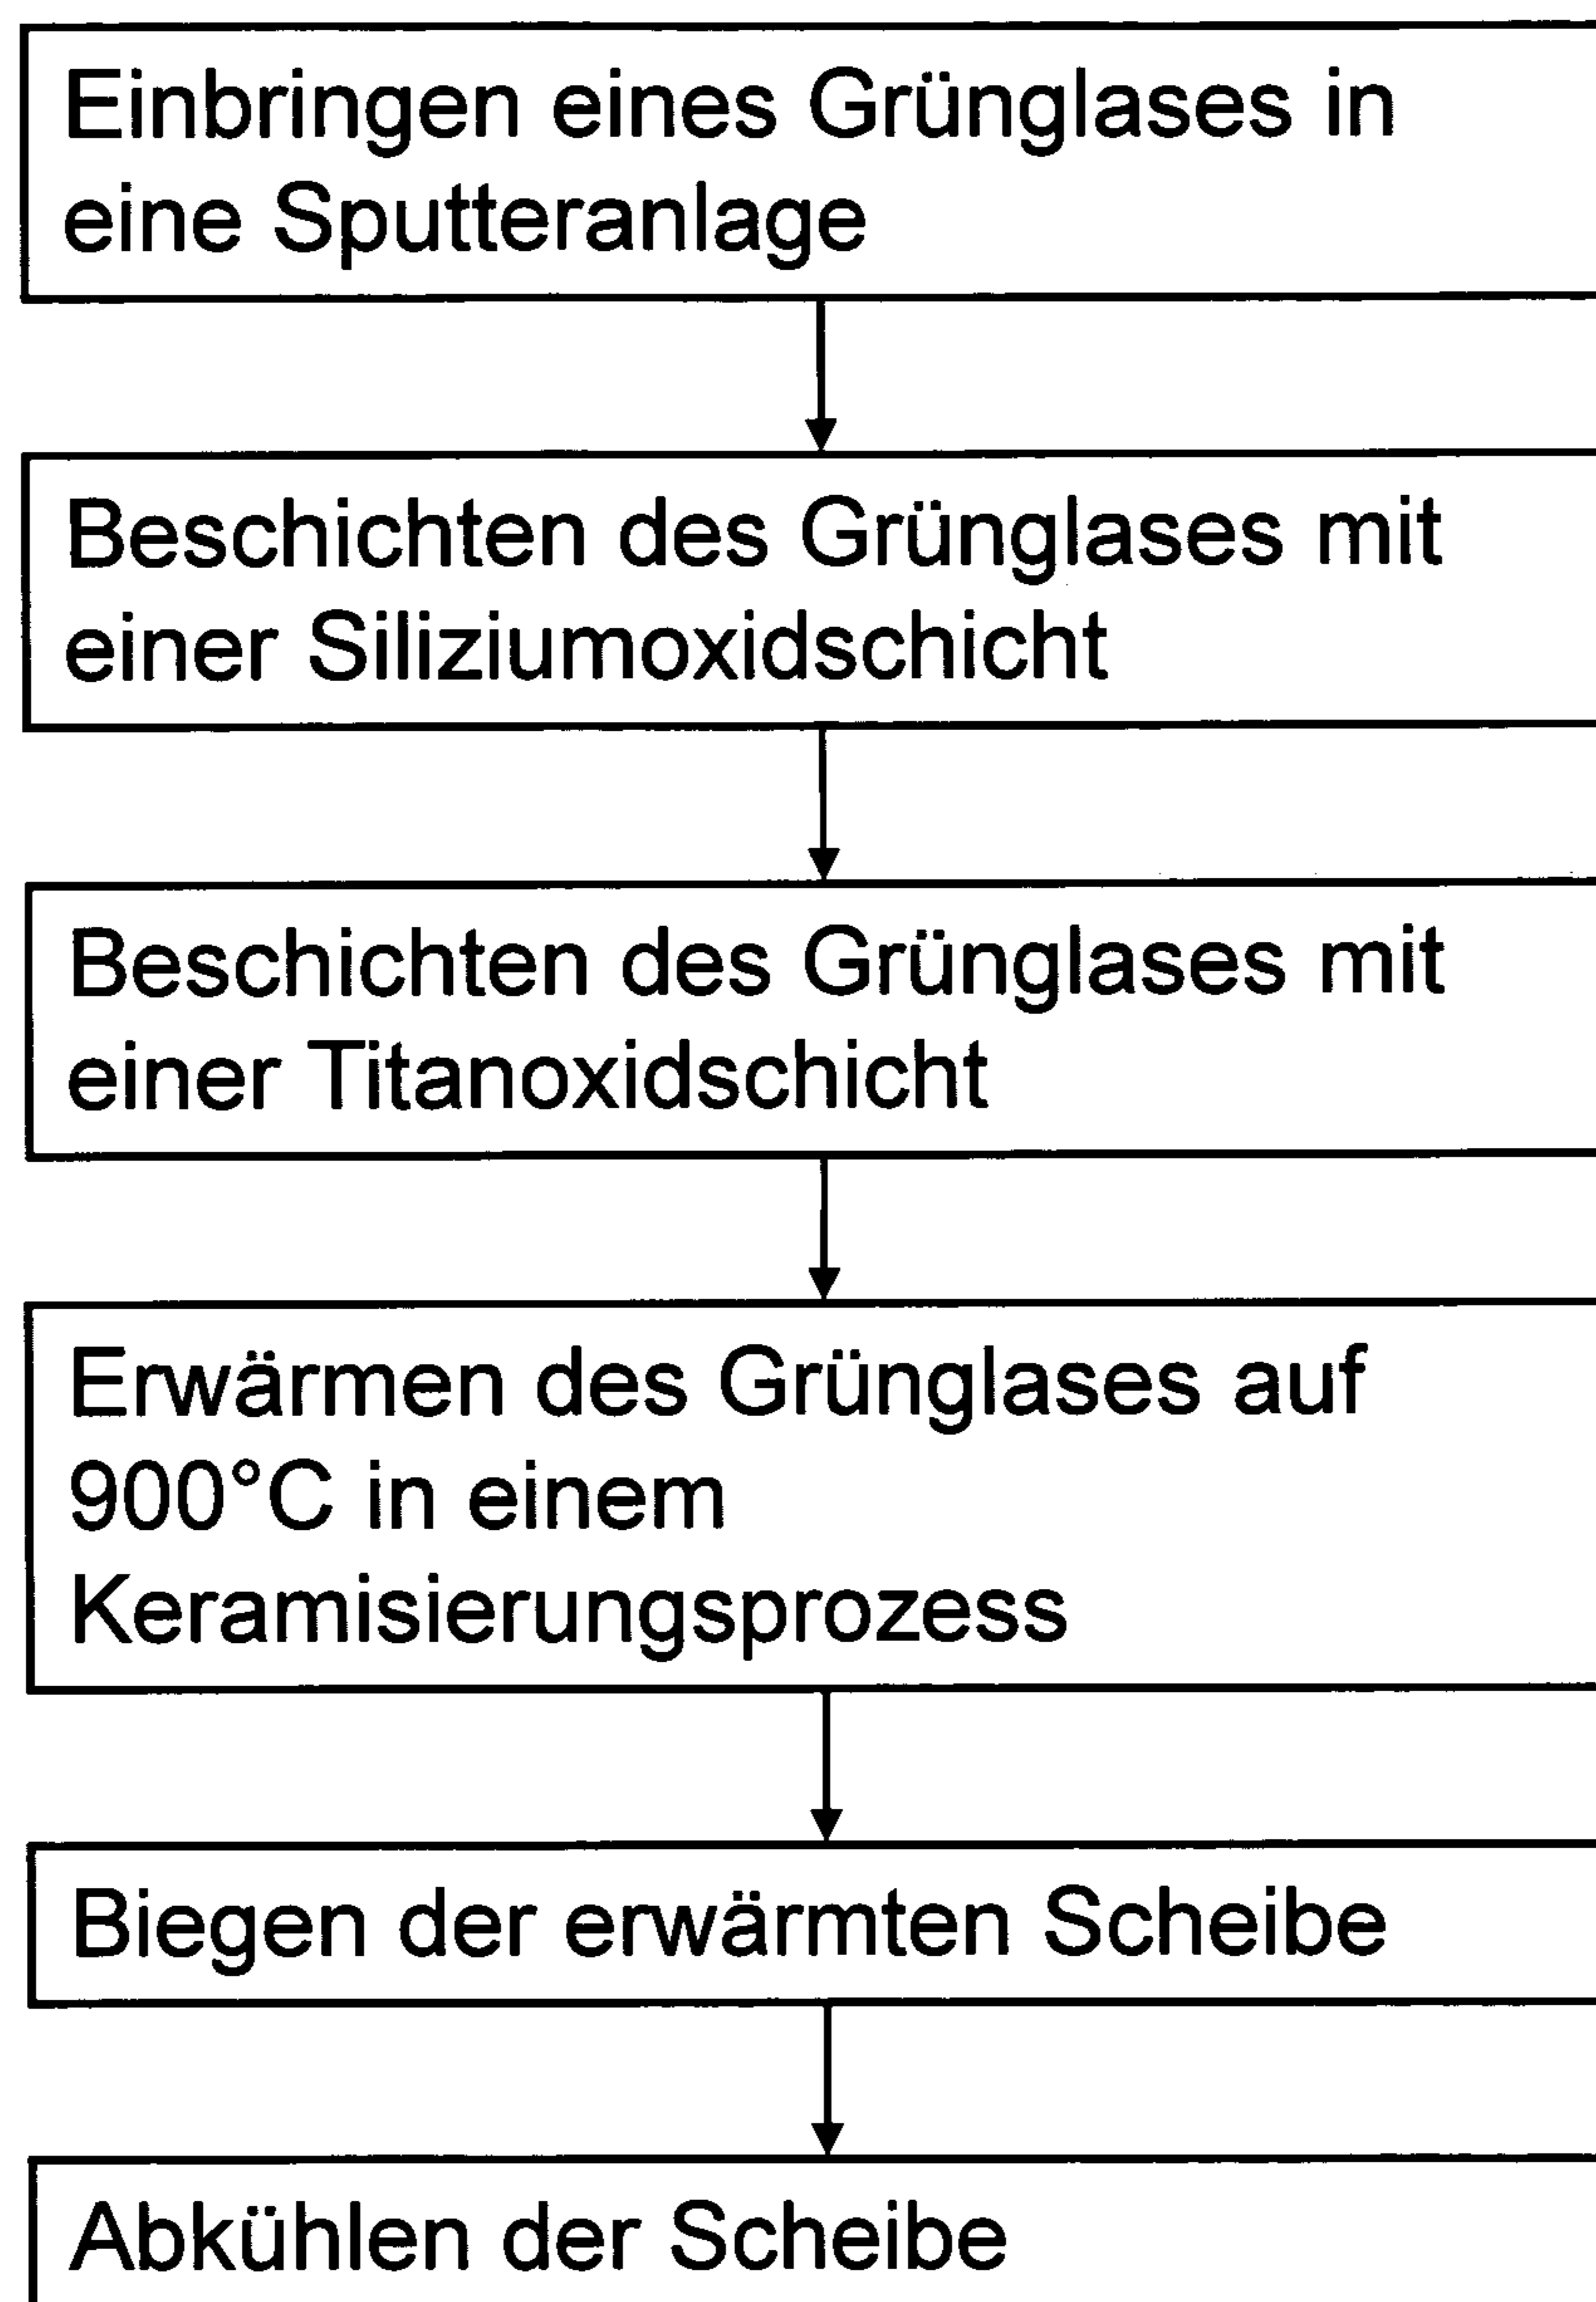 Einbringen eines Grünglases in
eine Sputteranlage
Beschichten des Grünglases mit
einer Siliziumoxidschicht
Beschichten des Grünglases mit
einer Titanoxidschicht
Erwärmen des Grünglases auf
900°C in einem
Keramisierungsprozess
Biegen der erwärmten Scheibe
Abkühlen der Scheibe